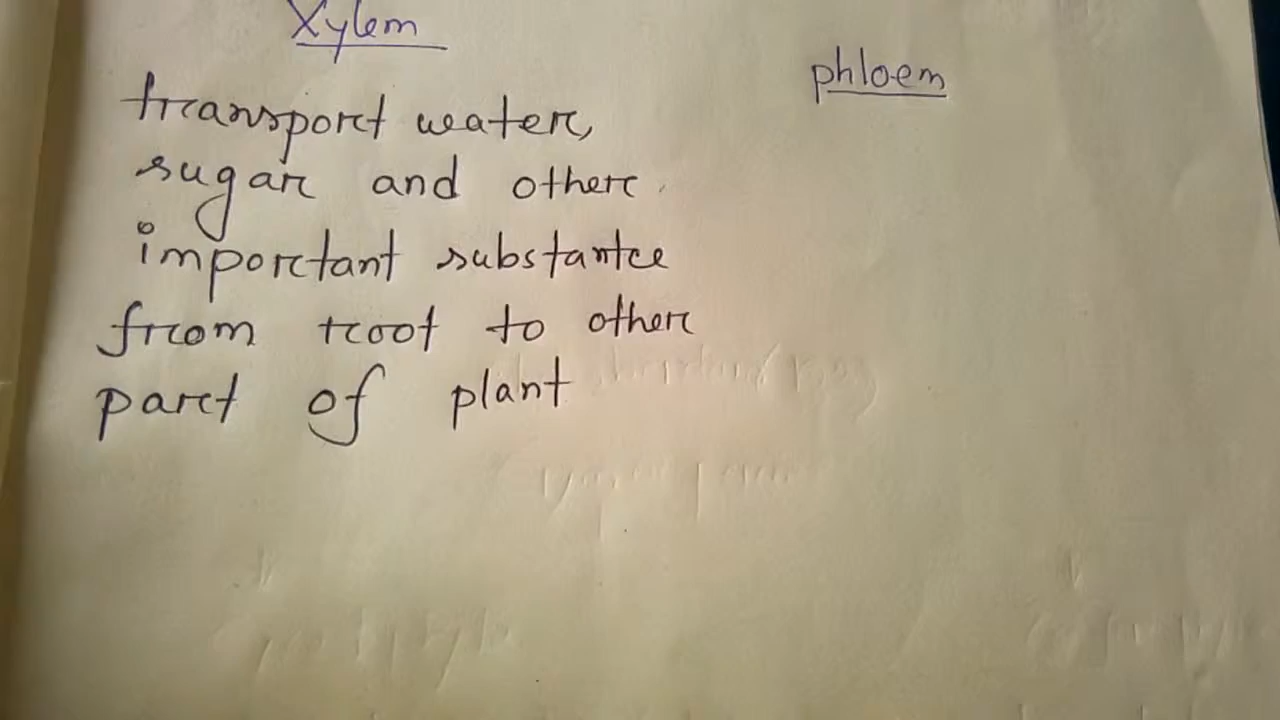 Xylem
phloem
transport water,
sugar and other
important substance
from root to other
part of plant